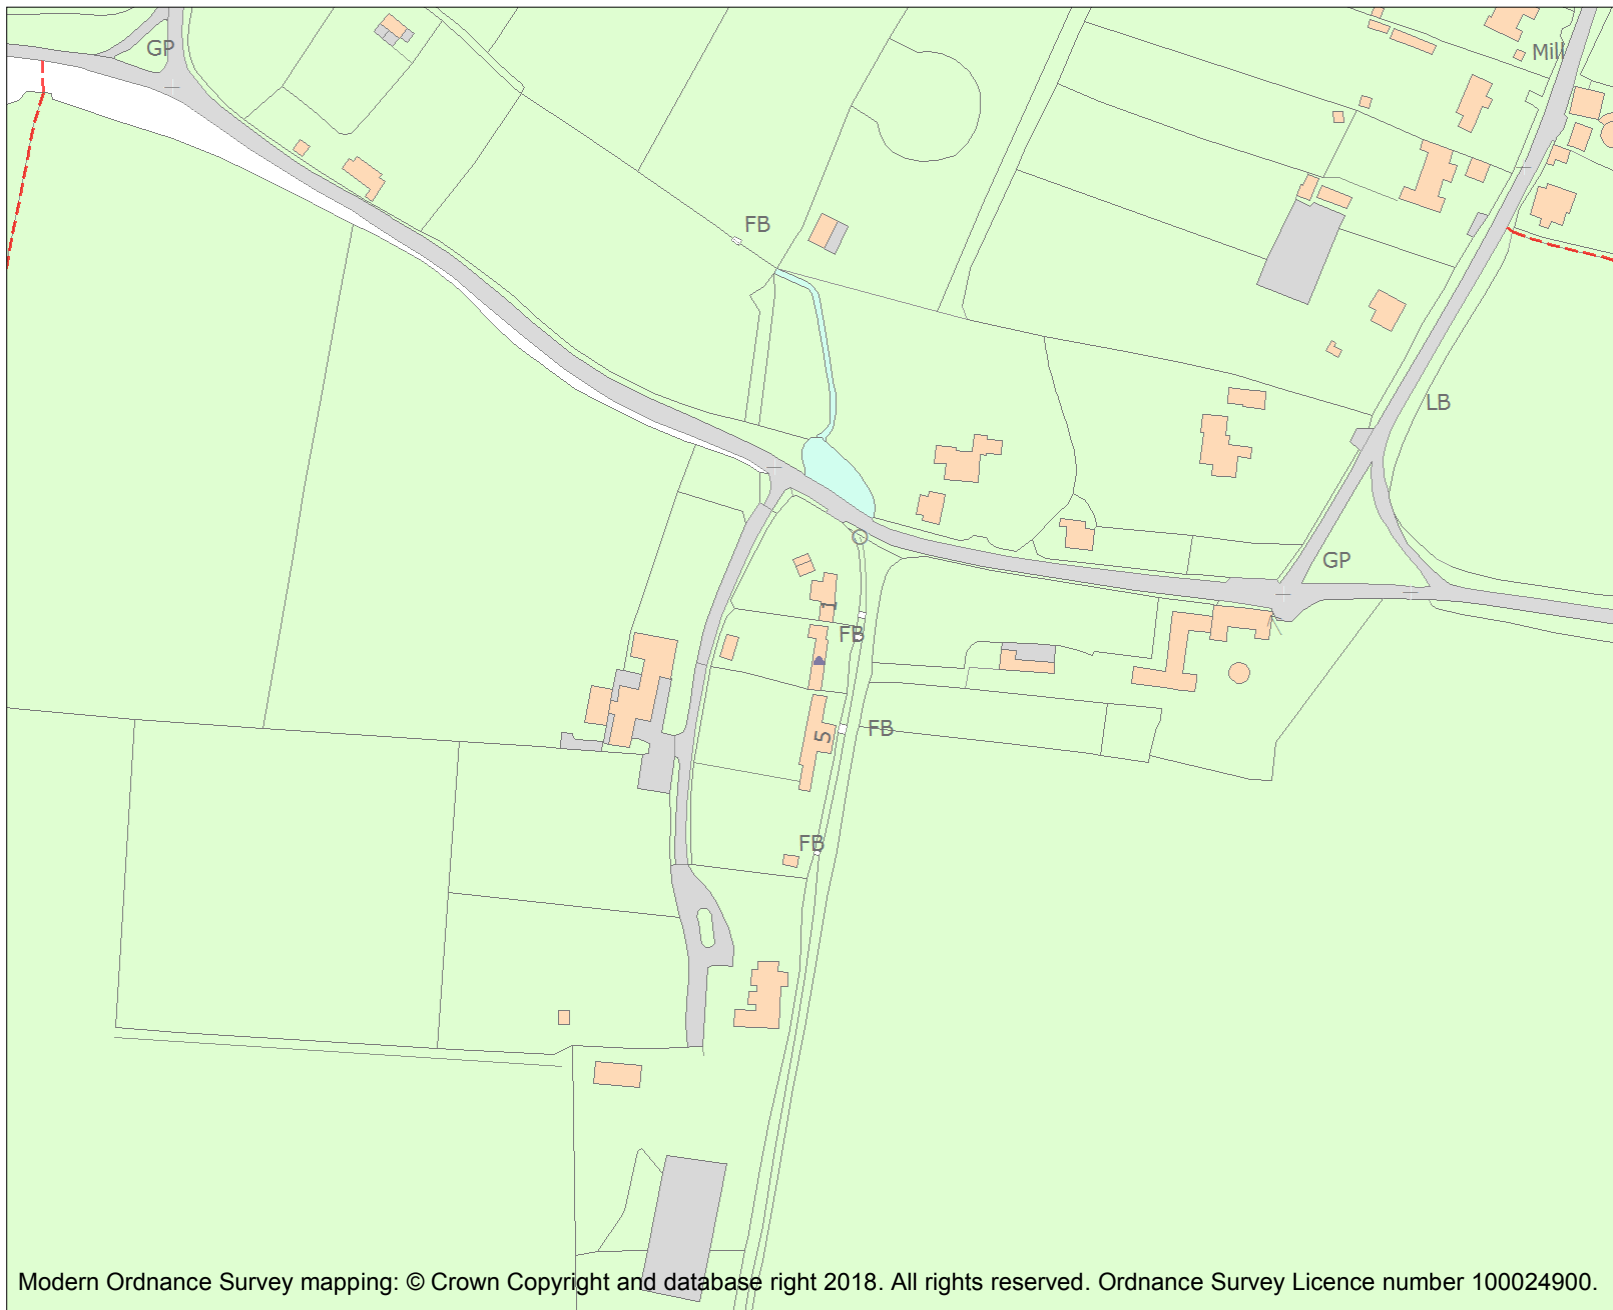 GP
Mill
FB
LB
GP
1
FB
FB
5
FB
Modern Ordnance Survey mapping: © Crown Copyright and database right 2018. All rights reserved. Ordnance Survey Licence number 100024900.